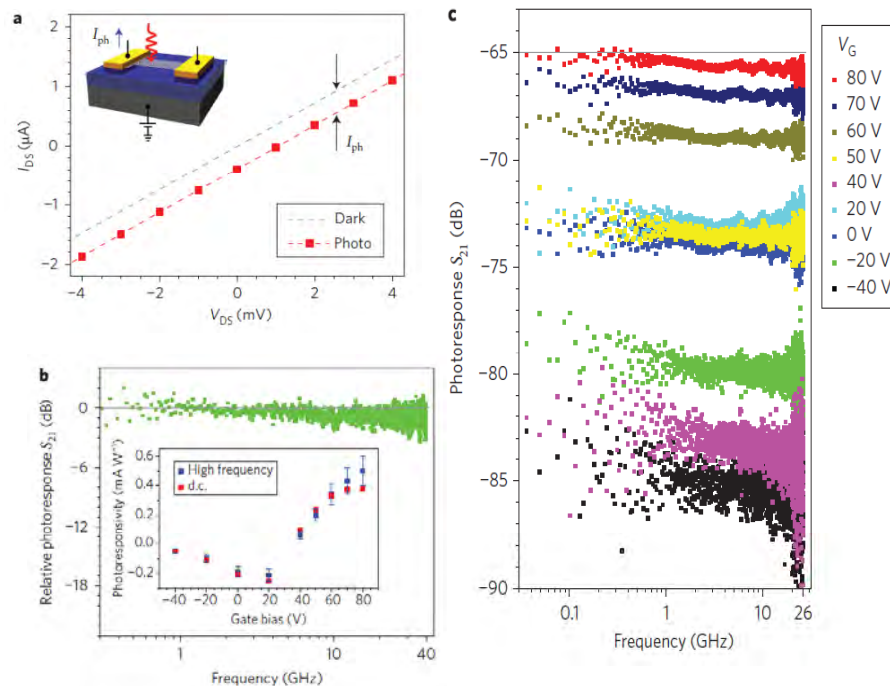 a
2
1
0
−1
−2
I_DS (μA)
I_ph
I_ph
Dark
Photo
−4 −2 0 2 4
V_DS (mV)
b
0
−3
−6
−9
−12
−15
−18
Relative photoresponse S_21 (dB)
0.6
0.4
0.2
0.0
−0.2
Photoresponsivity (mA W⁻¹)
High frequency
d.c.
−40 −20 0 20 40 60 80
Gate bias (V)
1 10 40
Frequency (GHz)
c
−65
−70
−75
−80
−85
−90
Photoresponse S_21 (dB)
0.1 1 10 26
Frequency (GHz)
V_G
80 V
70 V
60 V
50 V
40 V
20 V
0 V
−20 V
−40 V